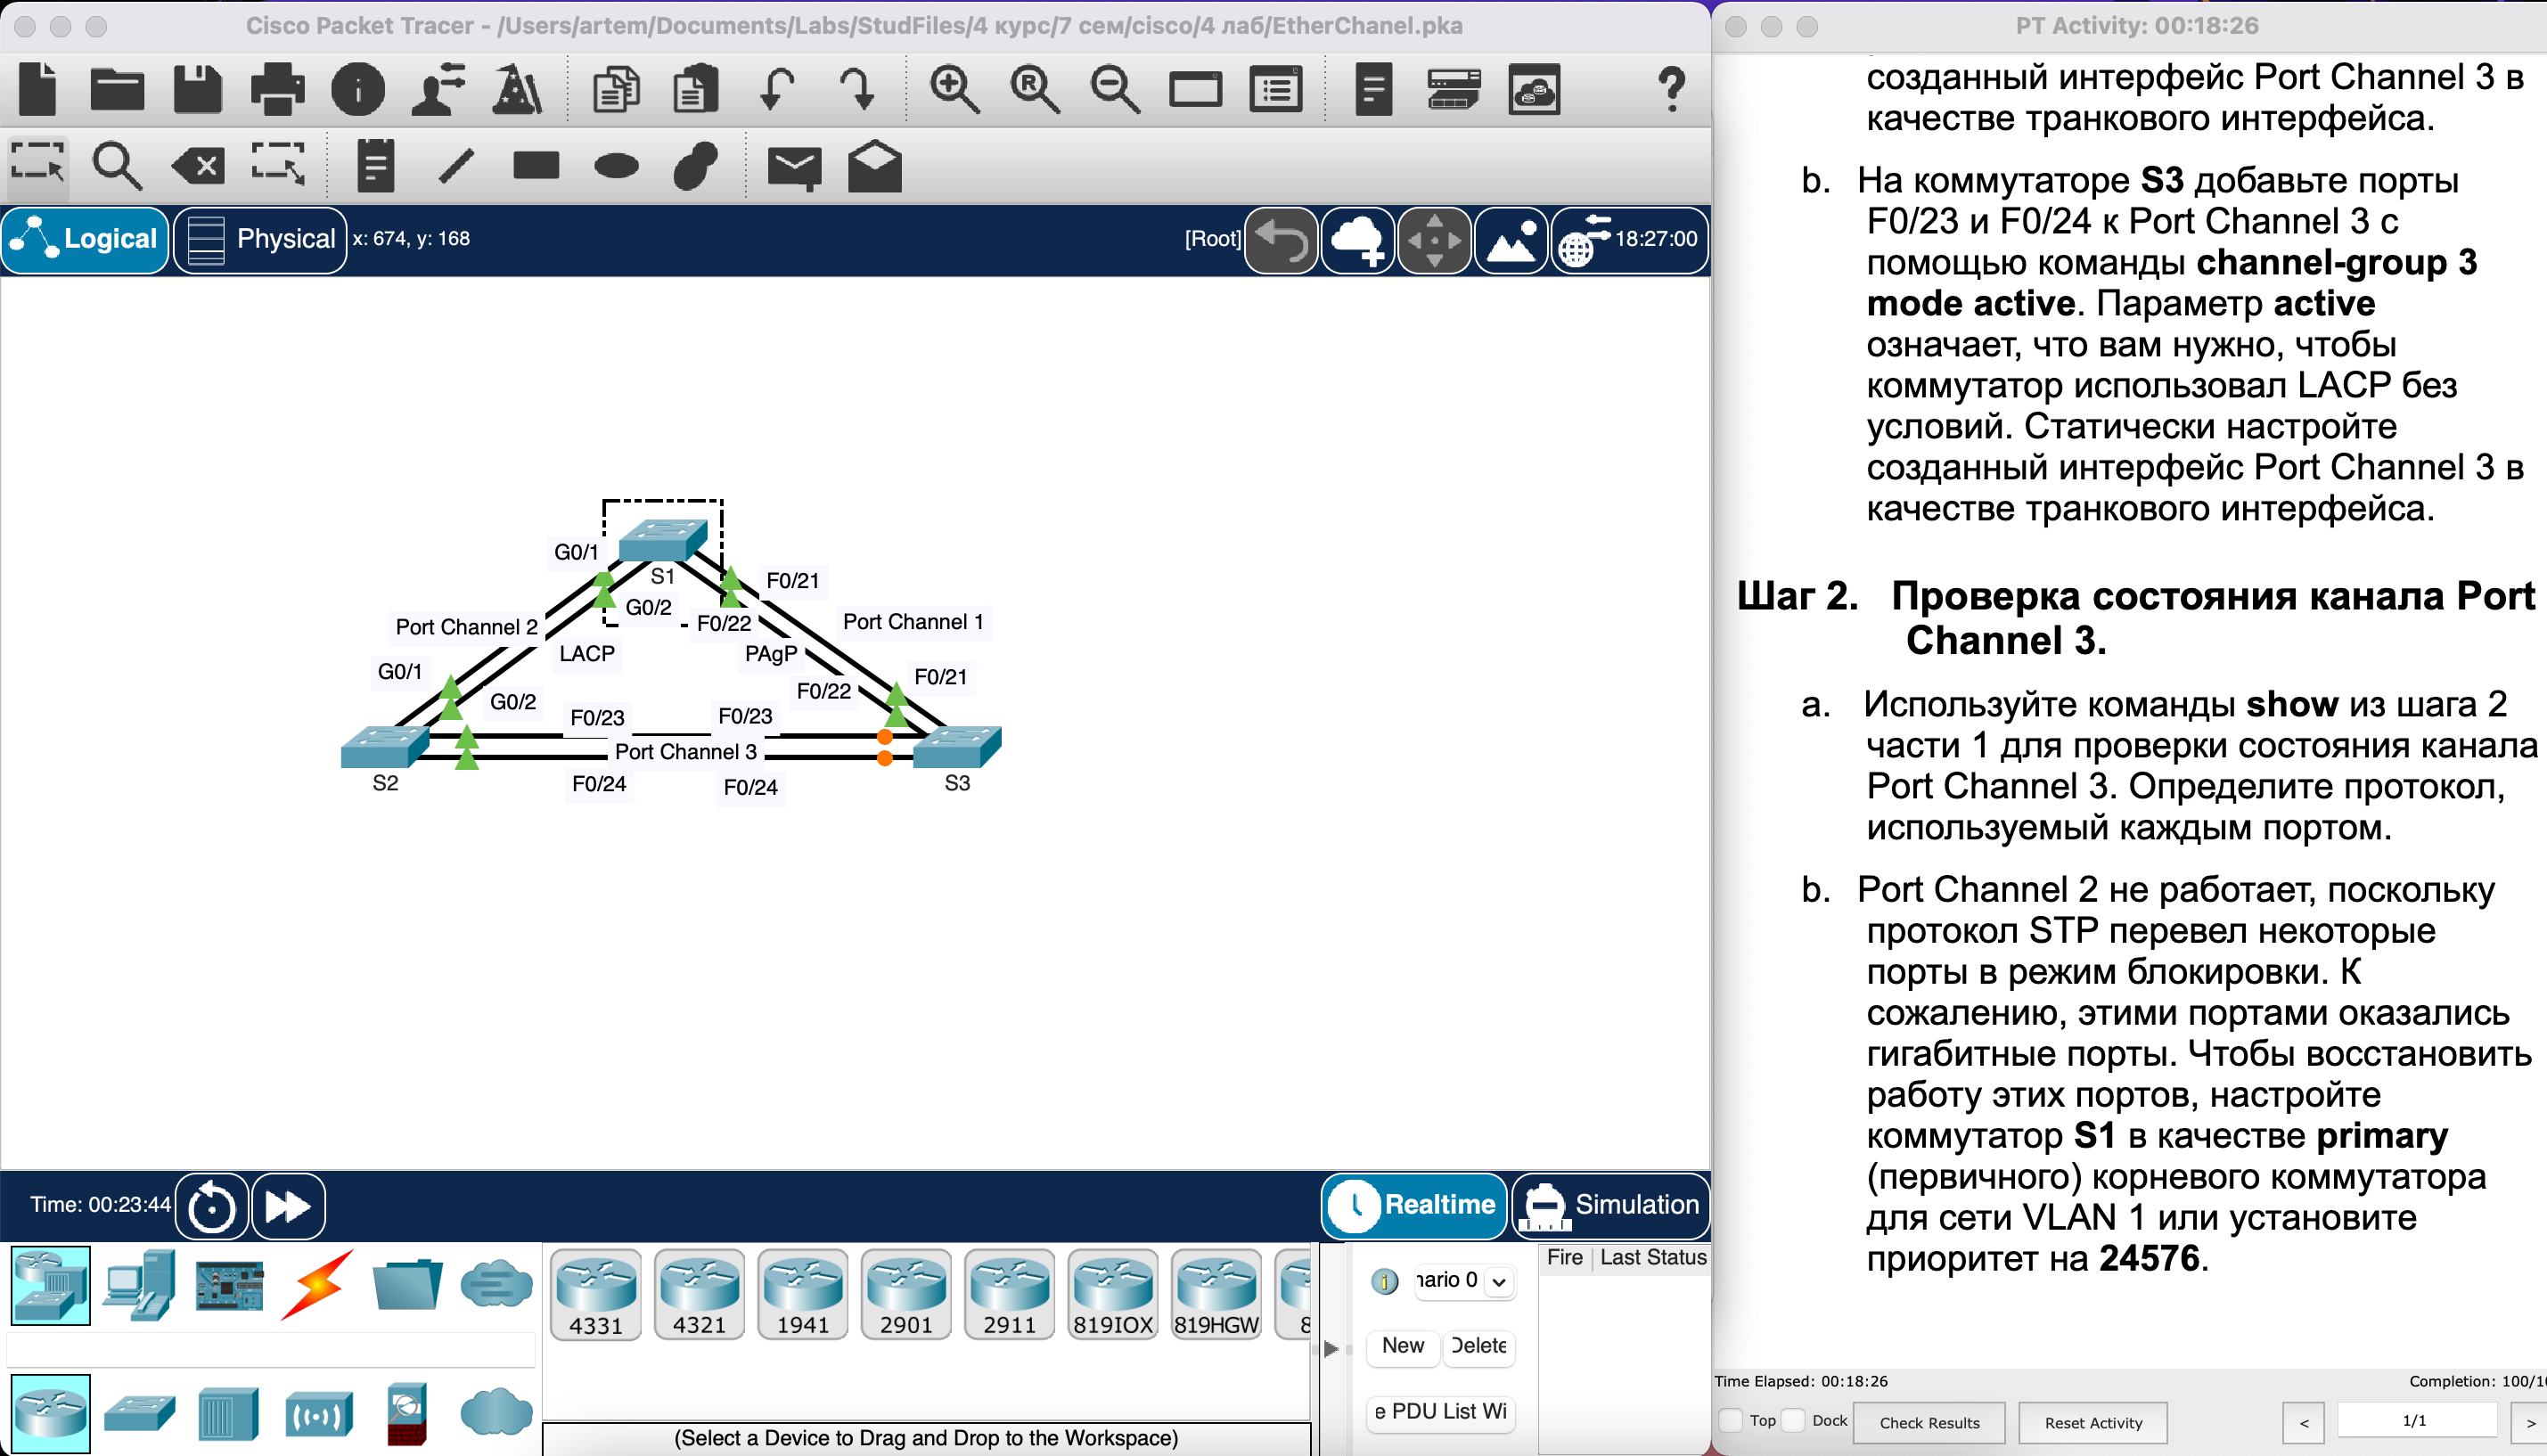 Cisco Packet Tracer - /Users/artem/Documents/Labs/StudFiles/4 курс/7 сем/cisco/4 лаб/EtherChanel.pka
Logical
Physical
x: 674, y: 168
[Root]
18:27:00
G0/1
S1
G0/2
F0/21
F0/22
Port Channel 1
Port Channel 2
LACP
PAgP
G0/1
G0/2
F0/21
F0/22
F0/23
F0/23
Port Channel 3
S2
F0/24
F0/24
S3
Time: 00:23:44
Realtime
Simulation
4331
4321
1941
2901
2911
819IOX
819HGW
8
nario 0
New
Delete
e PDU List Wi
Fire
Last Status
(Select a Device to Drag and Drop to the Workspace)
PT Activity: 00:18:26
созданный интерфейс Port Channel 3 в
качестве транкового интерфейса.
b. На коммутаторе S3 добавьте порты
F0/23 и F0/24 к Port Channel 3 с
помощью команды channel-group 3
mode active. Параметр active
означает, что вам нужно, чтобы
коммутатор использовал LACP без
условий. Статически настройте
созданный интерфейс Port Channel 3 в
качестве транкового интерфейса.
Шаг 2. Проверка состояния канала Port
Channel 3.
a. Используйте команды show из шага 2
части 1 для проверки состояния канала
Port Channel 3. Определите протокол,
используемый каждым портом.
b. Port Channel 2 не работает, поскольку
протокол STP перевел некоторые
порты в режим блокировки. К
сожалению, этими портами оказались
гигабитные порты. Чтобы восстановить
работу этих портов, настройте
коммутатор S1 в качестве primary
(первичного) корневого коммутатора
для сети VLAN 1 или установите
приоритет на 24576.
Time Elapsed: 00:18:26
Completion: 100/1
Top
Dock
Check Results
Reset Activity
<
1/1
>